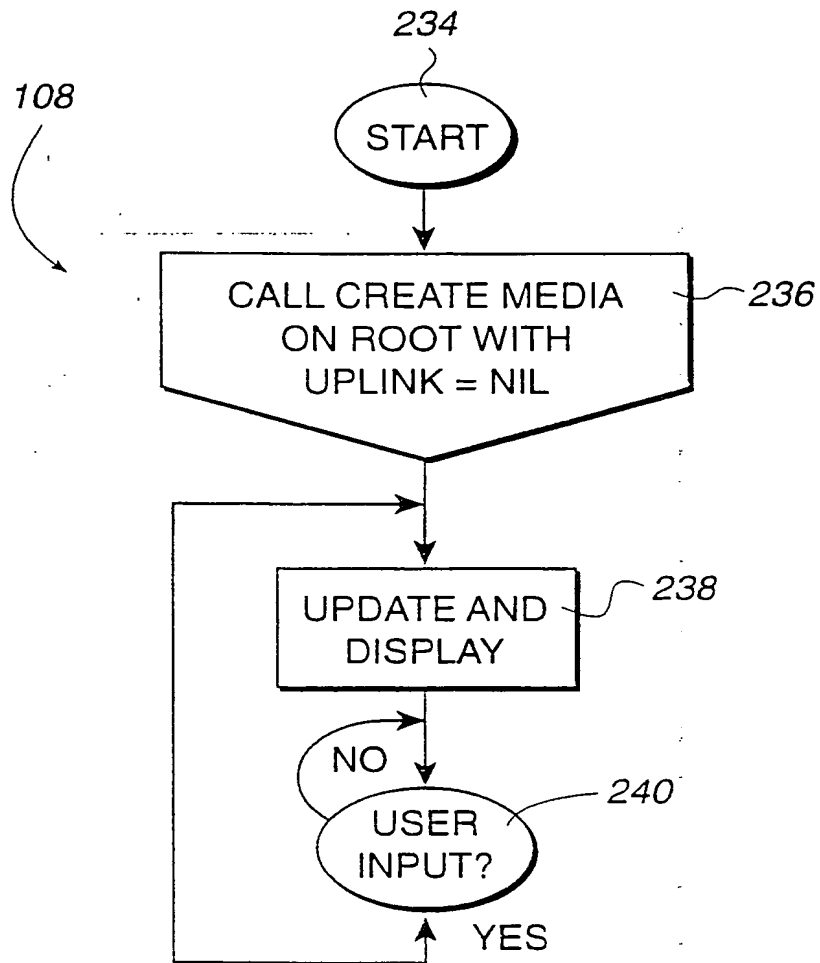 234
108
START
CALL CREATE MEDIA
ON ROOT WITH
UPLINK = NIL
236
UPDATE AND
DISPLAY
238
NO
USER
INPUT?
240
YES